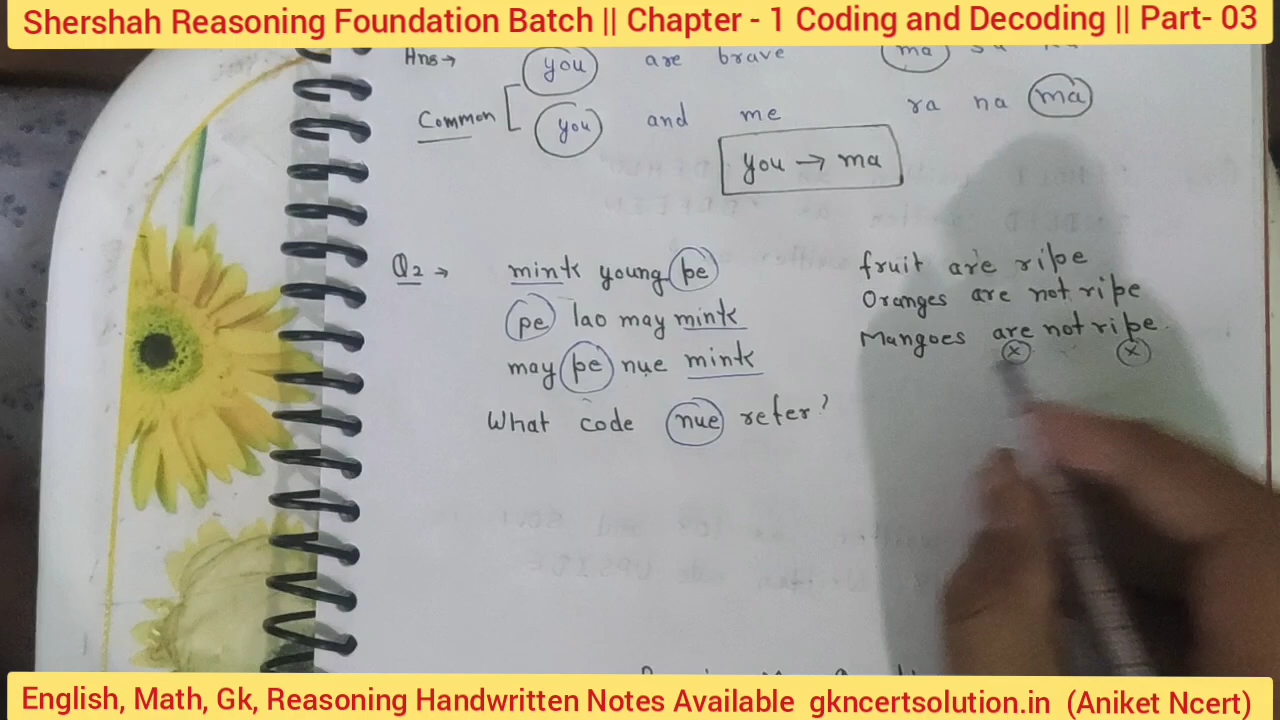 Shershah Reasoning Foundation Batch || Chapter - 1 Coding and Decoding || Part- 03
Ans→ you are brave ma
Common you and me ra na ma
you → ma
Q2 → mink young pe fruit are ripe
pe lao may mink Oranges are not ripe
may pe nue mink Mangoes are not ripe.
What code nue refer?
English, Math, Gk, Reasoning Handwritten Notes Available gkncertsolution.in (Aniket Ncert)